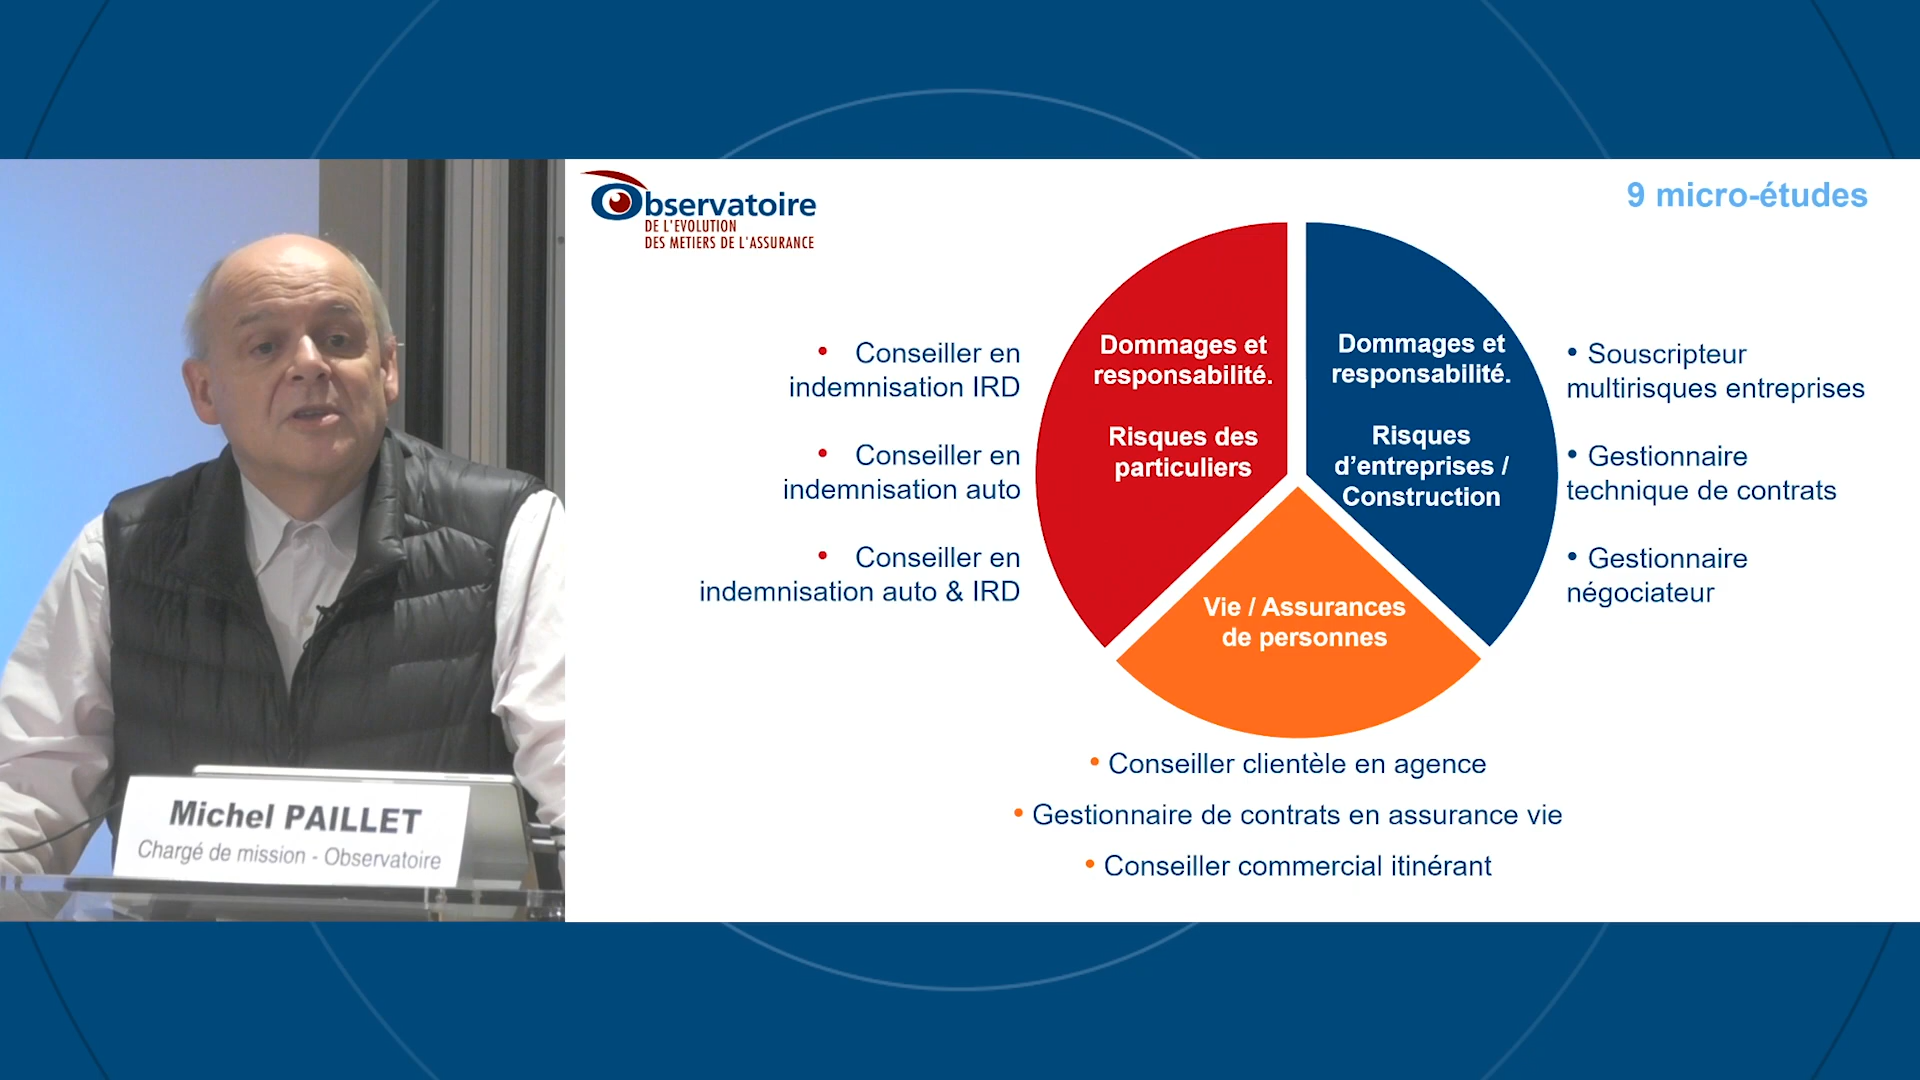 Observatoire
DE L'EVOLUTION
DES METIERS DE L'ASSURANCE
9 micro-études
• Conseiller en
indemnisation IRD
• Conseiller en
indemnisation auto
• Conseiller en
indemnisation auto & IRD
Dommages et
responsabilité.
Risques des
particuliers
Dommages et
responsabilité.
Risques
d’entreprises /
Construction
Vie / Assurances
de personnes
• Souscripteur
multirisques entreprises
• Gestionnaire
technique de contrats
• Gestionnaire
négociateur
• Conseiller clientèle en agence
• Gestionnaire de contrats en assurance vie
• Conseiller commercial itinérant
Michel PAILLET
Chargé de mission - Observatoire